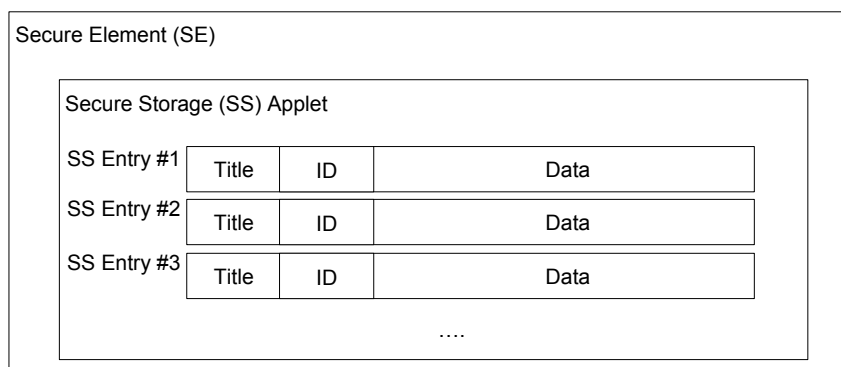 Secure Element (SE)
Secure Storage (SS) Applet
SS Entry #1 Title ID Data
SS Entry #2 Title ID Data
SS Entry #3 Title ID Data
....